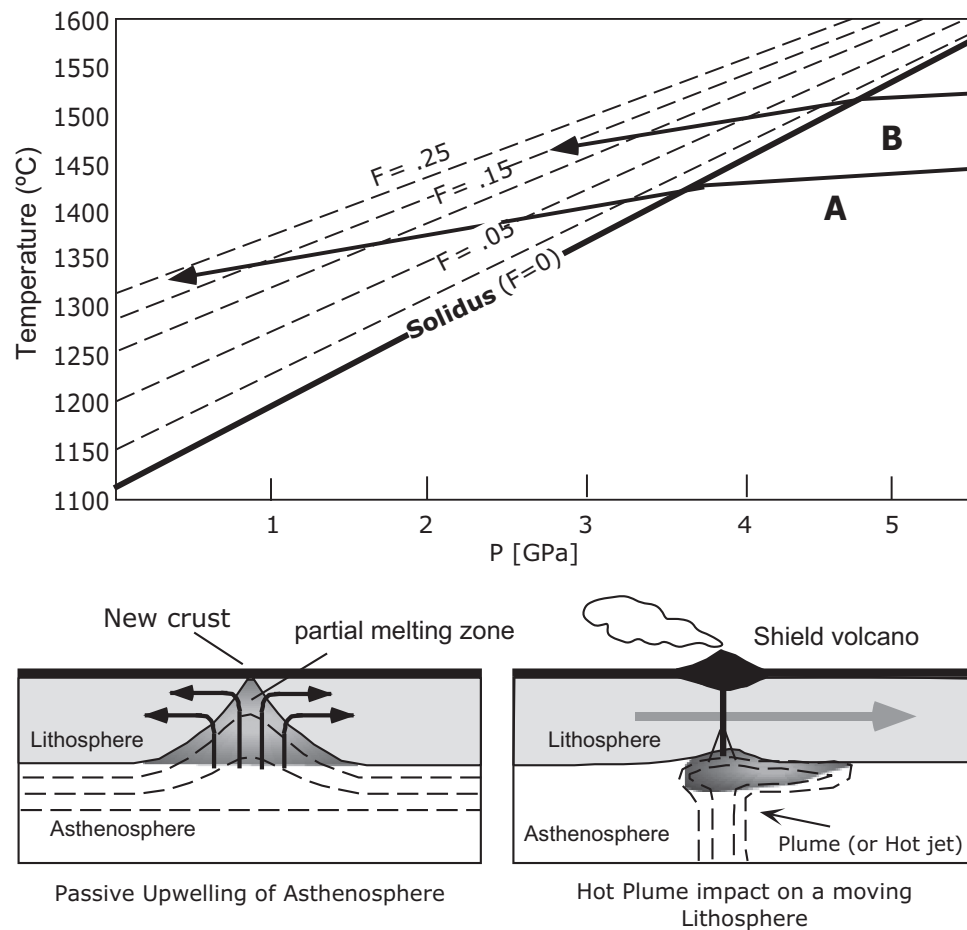 1600
1550
1500
1450
1400
1350
1300
1250
1200
1150
1100
Temperature (ºC)
F= .25
F= .15
F= .05
Solidus (F=0)
B
A
1 2 3 4 5
P [GPa]
New crust
partial melting zone
Lithosphere
Asthenosphere
Passive Upwelling of Asthenosphere
Shield volcano
Lithosphere
Asthenosphere
Plume (or Hot jet)
Hot Plume impact on a moving
Lithosphere